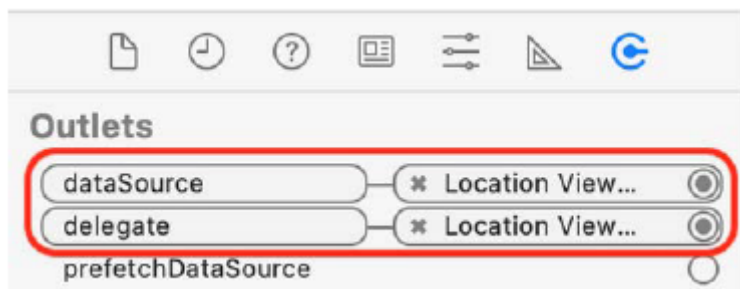 Outlets
dataSource Location View...
delegate Location View...
prefetchDataSource